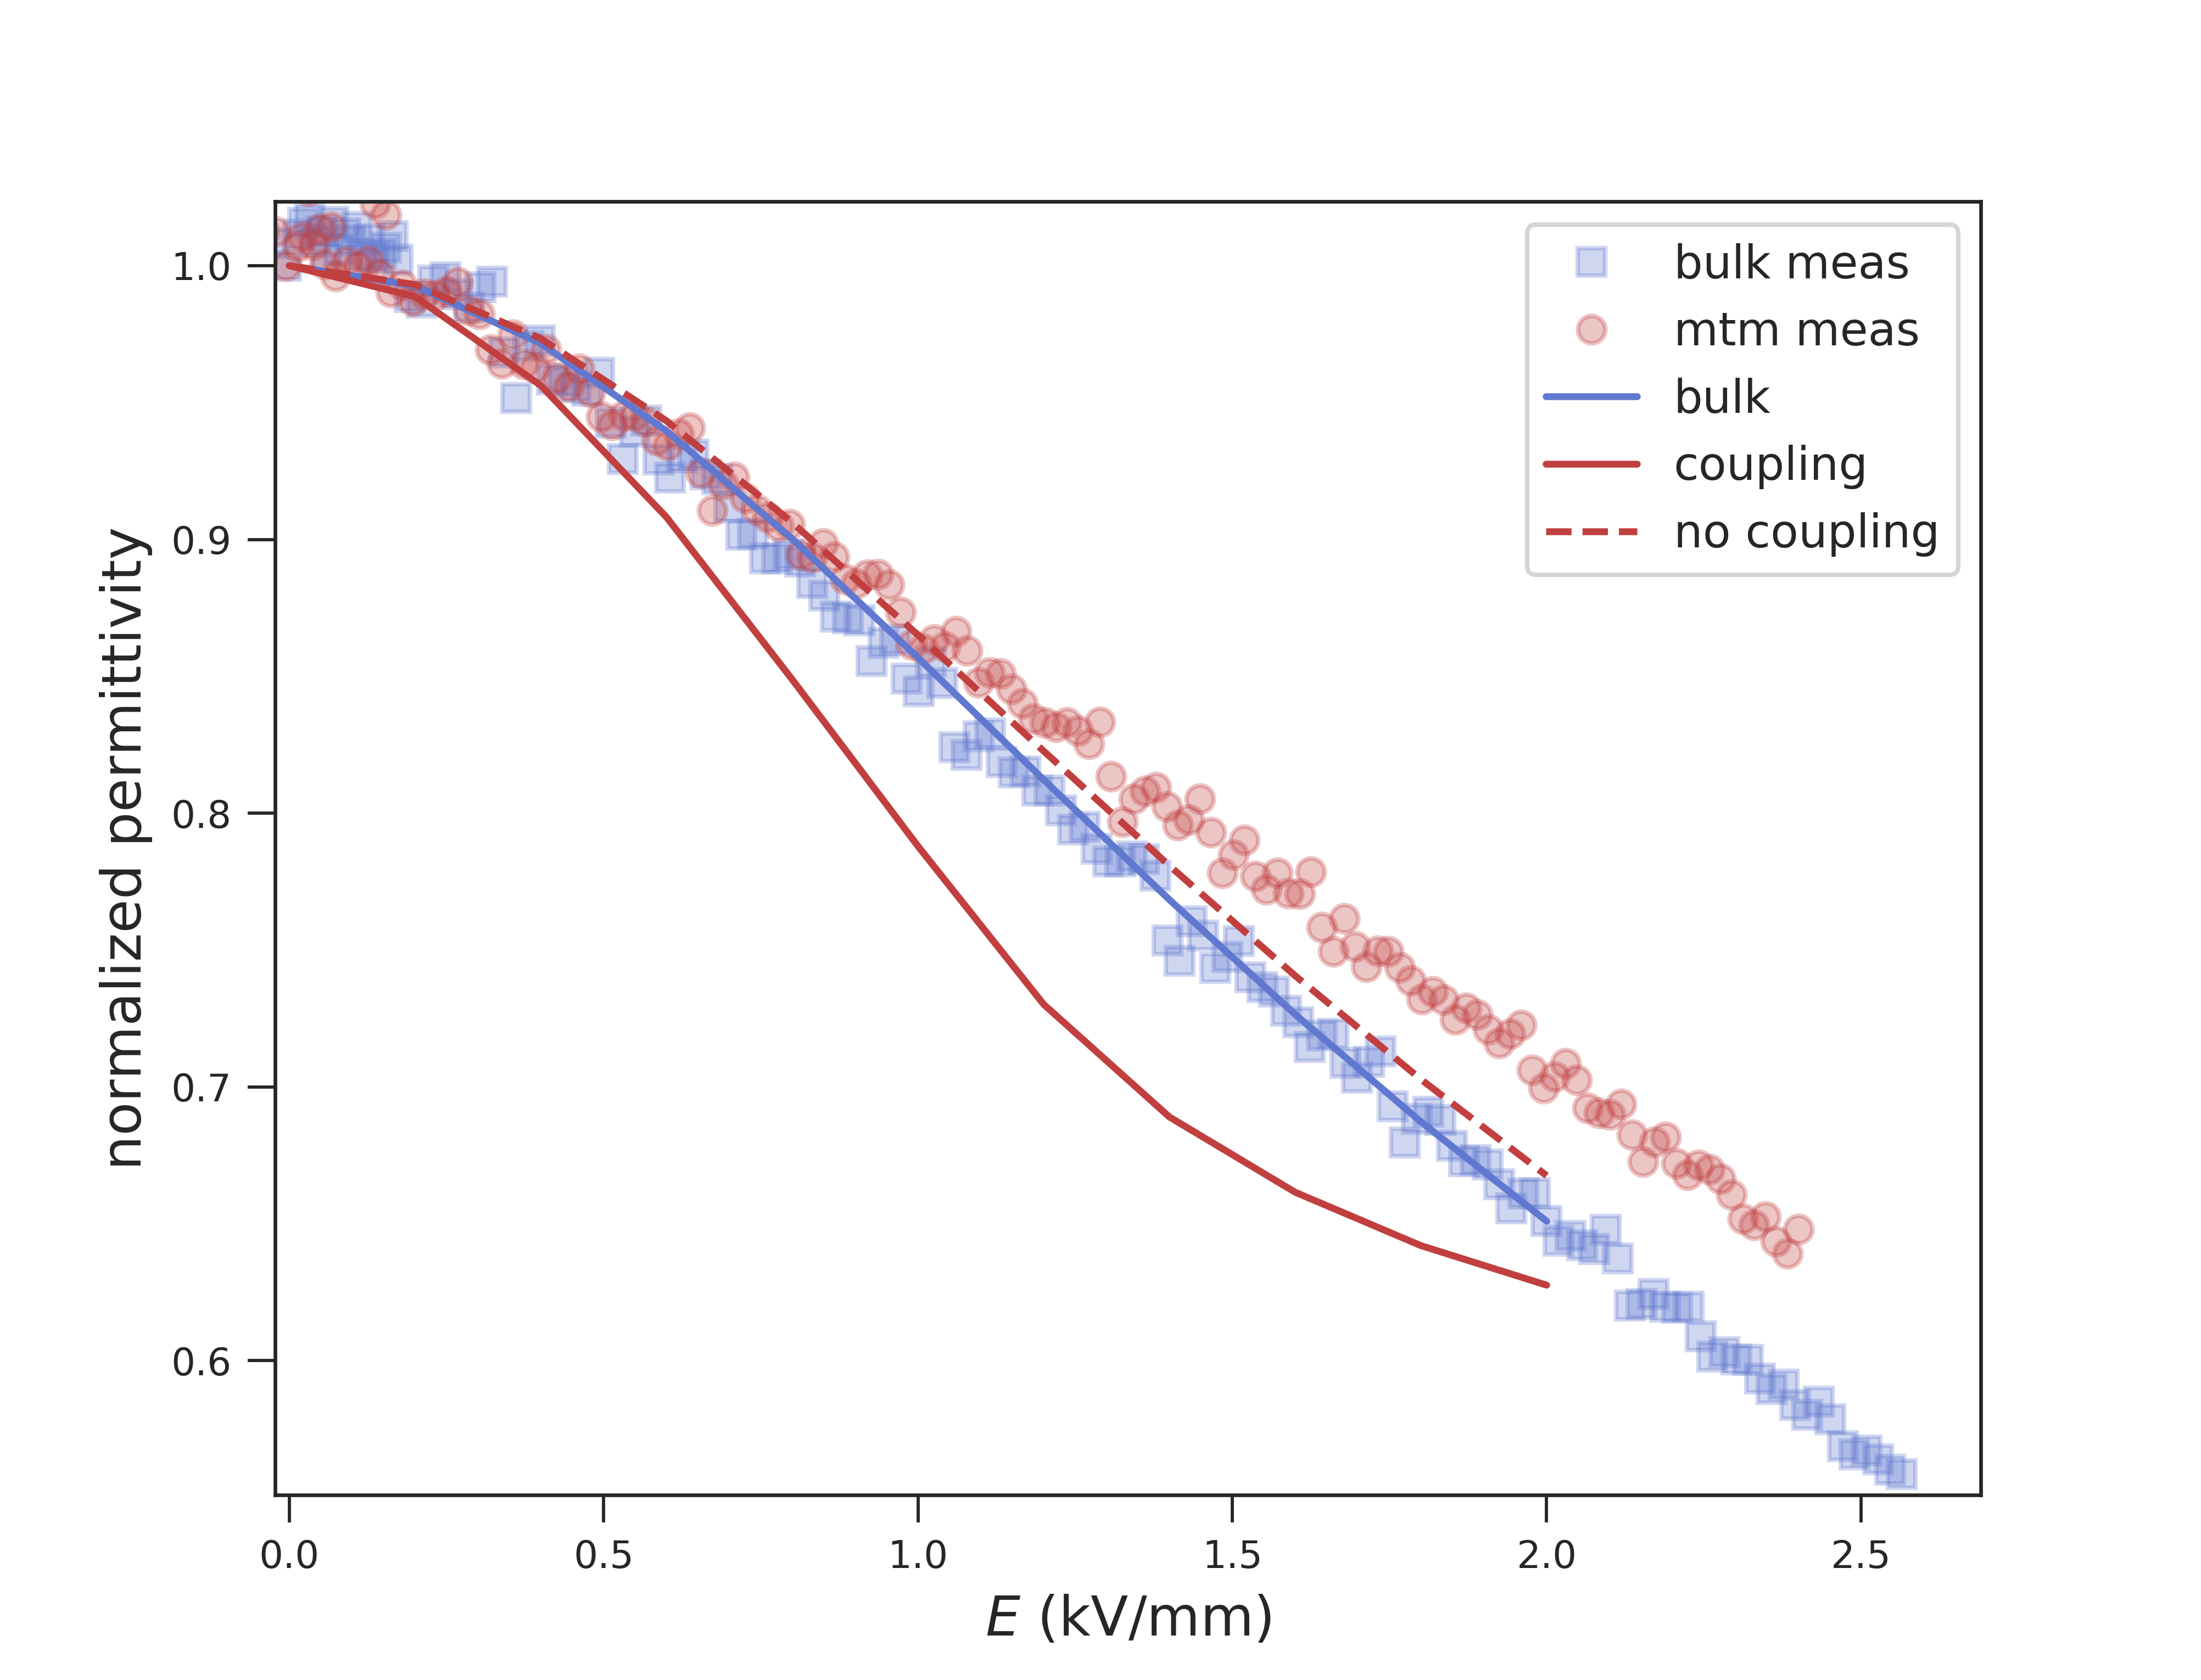 bulk meas
mtm meas
bulk
coupling
no coupling
normalized permittivity
1.0
0.9
0.8
0.7
0.6
0.0 0.5 1.0 1.5 2.0 2.5
E (kV/mm)